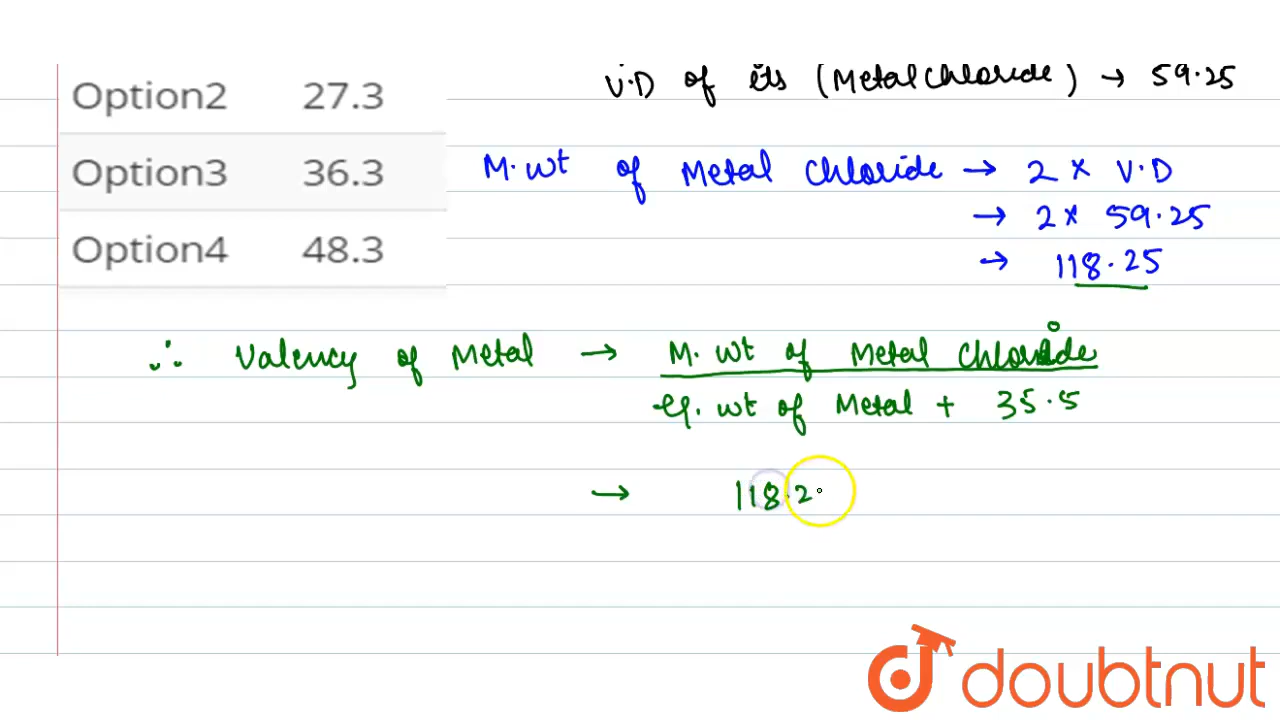 V.D of its (Metal Chloride) → 59.25
Option2 27.3
Option3 36.3
Option4 48.3
M.wt of Metal Chloride → 2 × V.D
→ 2 × 59.25
→ 118.25
∴ Valency of Metal → M. wt of Metal Chloride
eq. wt of Metal + 35.5
→ 118.2
doubtnut